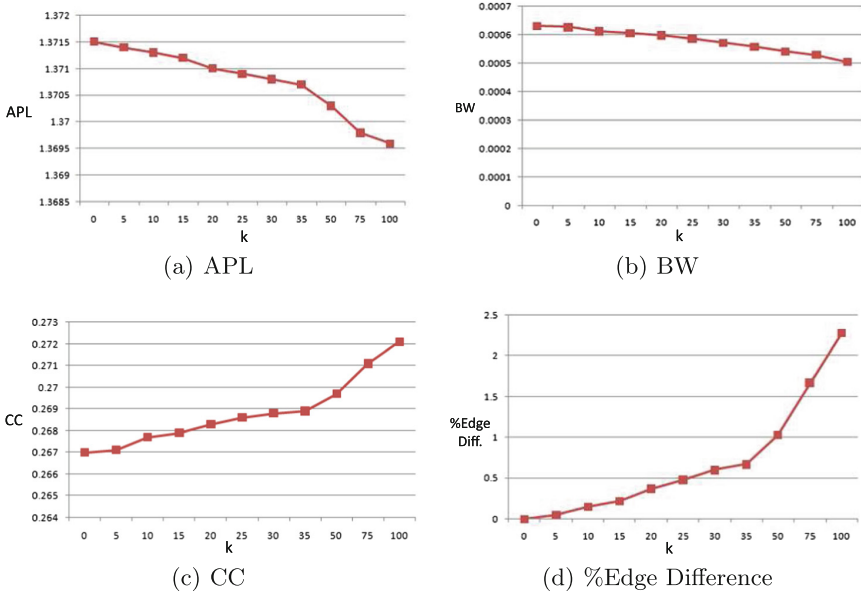 1.372
1.3715
1.371
1.3705
1.37
1.3695
1.369
1.3685
APL
0 5 10 15 20 25 30 35 50 75 100
k
(a) APL
0.0007
0.0006
0.0005
0.0004
0.0003
0.0002
0.0001
0
BW
0 5 10 15 20 25 30 35 50 75 100
k
(b) BW
0.273
0.272
0.271
0.27
0.269
0.268
0.267
0.266
0.265
0.264
CC
0 5 10 15 20 25 30 35 50 75 100
k
(c) CC
2.5
2
1.5
1
0.5
0
%Edge
Diff.
0 5 10 15 20 25 30 35 50 75 100
k
(d) %Edge Difference